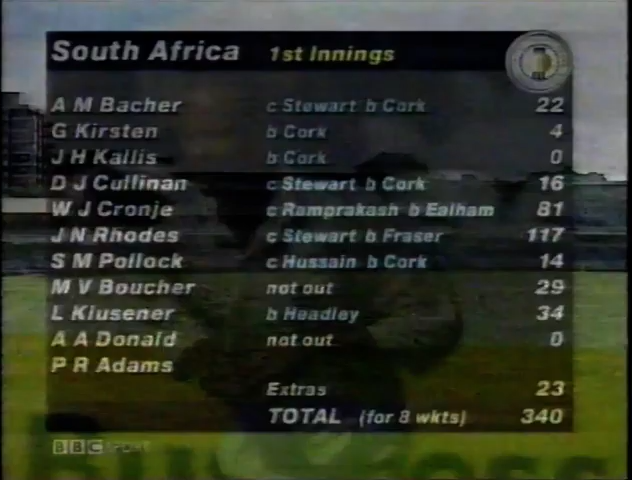 South Africa 1st Innings
A M Bacher c Stewart b Cork 22
G Kirsten b Cork 4
J H Kallis b Cork 0
D J Cullinan c Stewart b Cork 16
W J Cronje c Ramprakash b Ealham 81
J N Rhodes c Stewart b Fraser 117
S M Pollock c Hussain b Cork 14
M V Boucher not out 29
L Klusener b Headley 34
A A Donald not out 0
P R Adams
Extras 23
TOTAL (for 8 wkts) 340
BBC SPORT